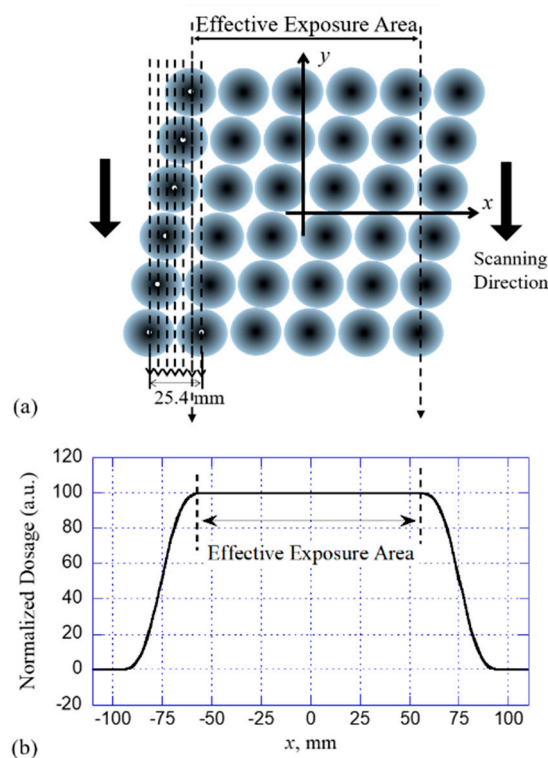 Effective Exposure Area
y
x
Scanning
Direction
25.4 mm
(a)
120
100
80
60
40
20
0
-20
Normalized Dosage (a.u.)
Effective Exposure Area
-100 -75 -50 -25 0 25 50 75 100
x, mm
(b)